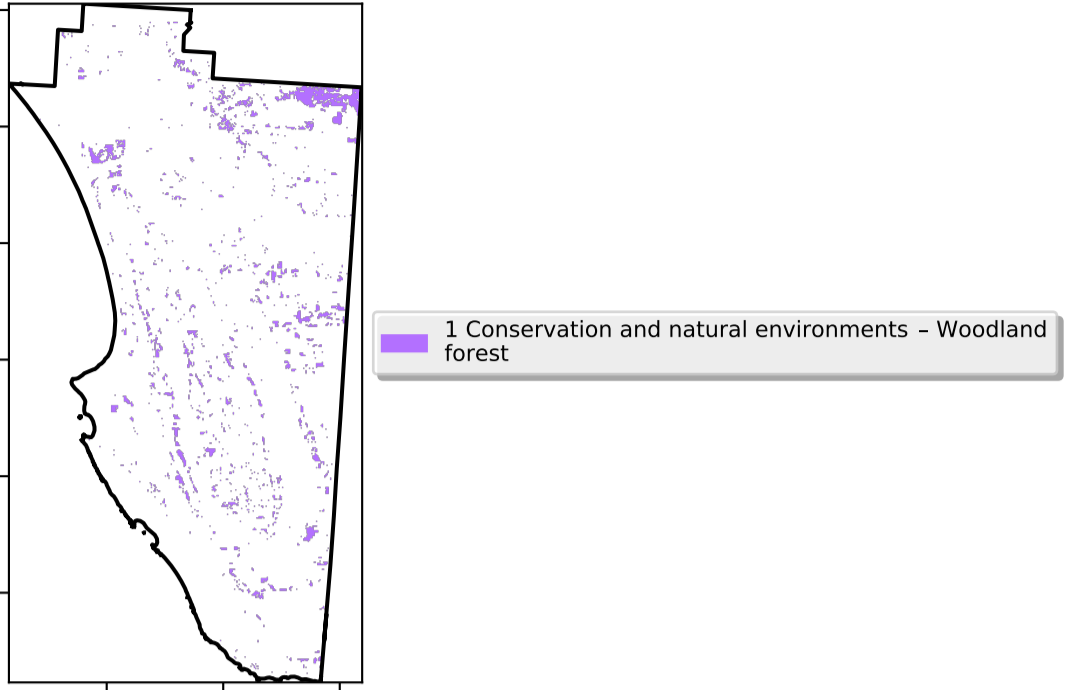 1 Conservation and natural environments – Woodland
forest